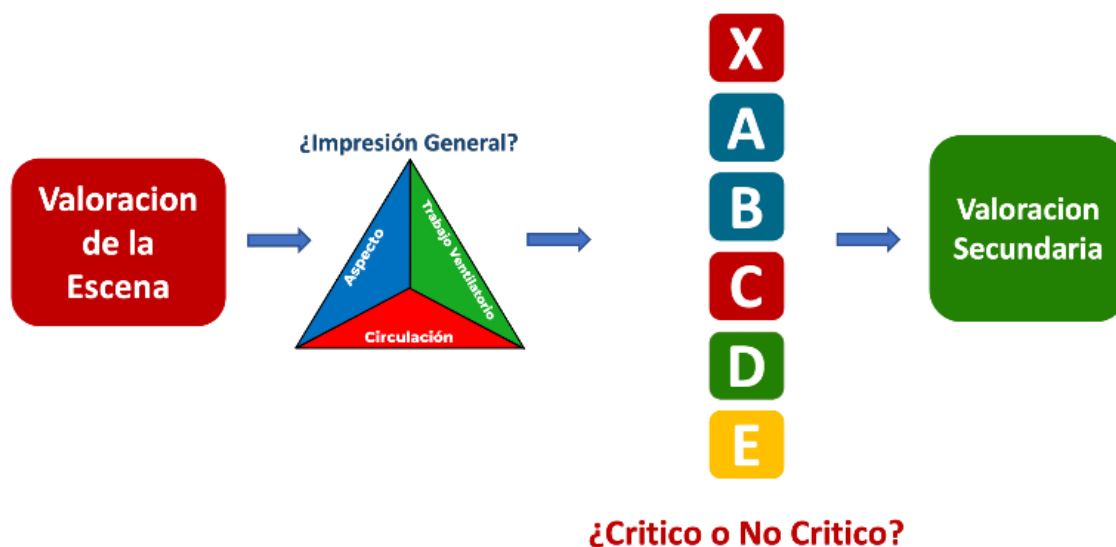 Valoracion
de la
Escena
¿Impresión General?
Aspecto
Trabajo Ventilatorio
Circulación
X
A
B
C
D
E
¿Critico o No Critico?
Valoracion
Secundaria